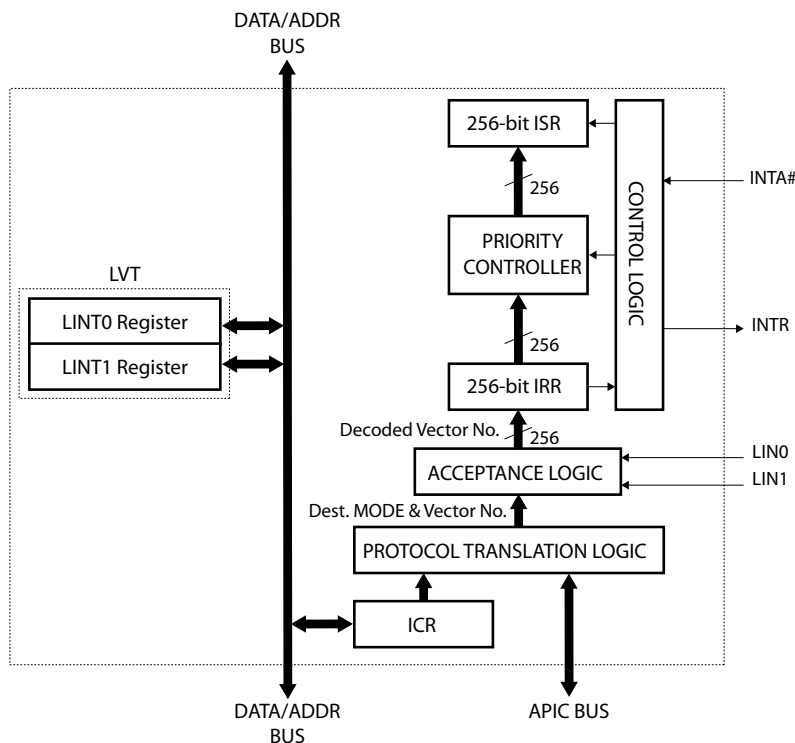 DATA/ADDR
BUS
256-bit ISR
INTA#
256
CONTROL LOGIC
PRIORITY
CONTROLLER
LVT
LINT0 Register
INTR
256
LINT1 Register
256-bit IRR
Decoded Vector No.
256
LIN0
ACCEPTANCE LOGIC
LIN1
Dest. MODE & Vector No.
PROTOCOL TRANSLATION LOGIC
ICR
DATA/ADDR
BUS
APIC BUS